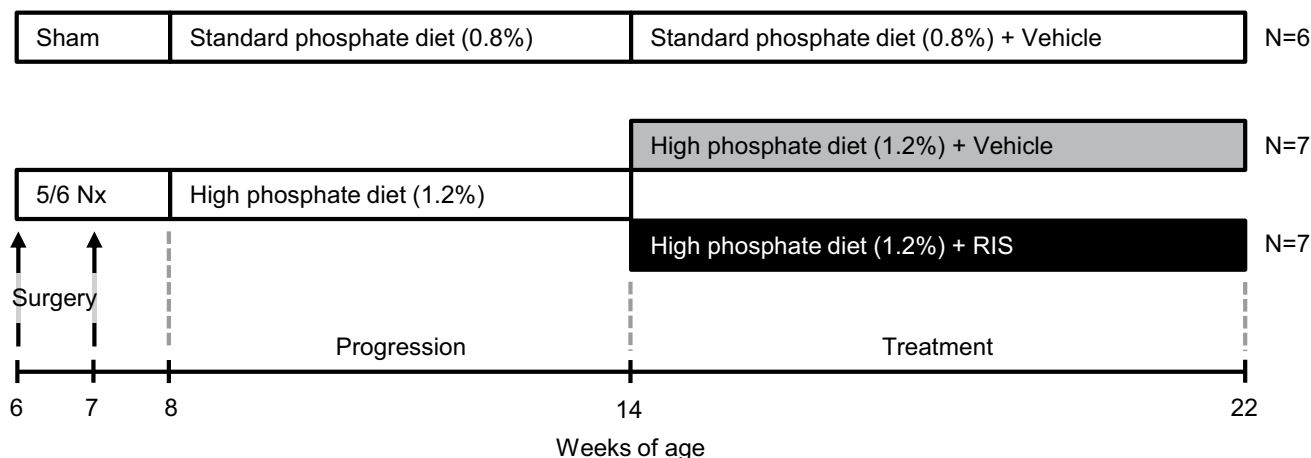 Sham Standard phosphate diet (0.8%) Standard phosphate diet (0.8%) + Vehicle N=6
High phosphate diet (1.2%) + Vehicle N=7
5/6 Nx High phosphate diet (1.2%)
High phosphate diet (1.2%) + RIS N=7
Surgery
Progression Treatment
6 7 8 14 22
Weeks of age